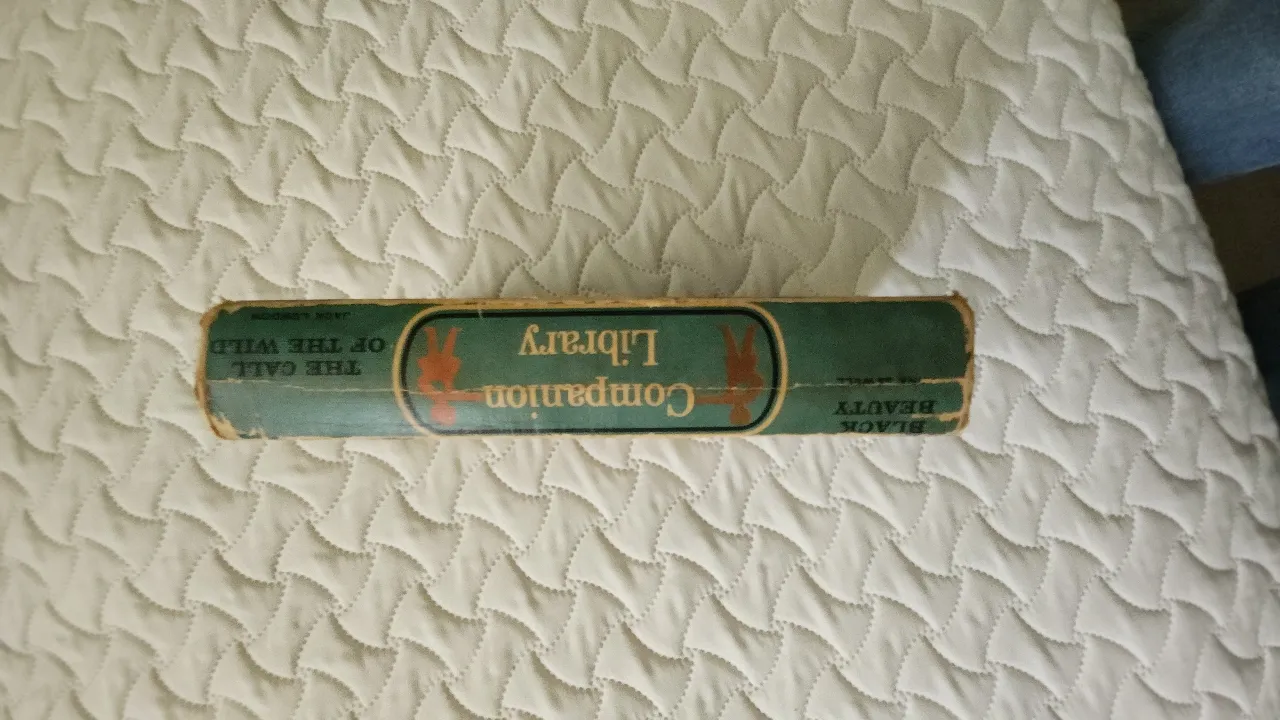 BLACK
BEAUTY
Companion
Library
THE CALL
OF THE WILD
JACK LONDON